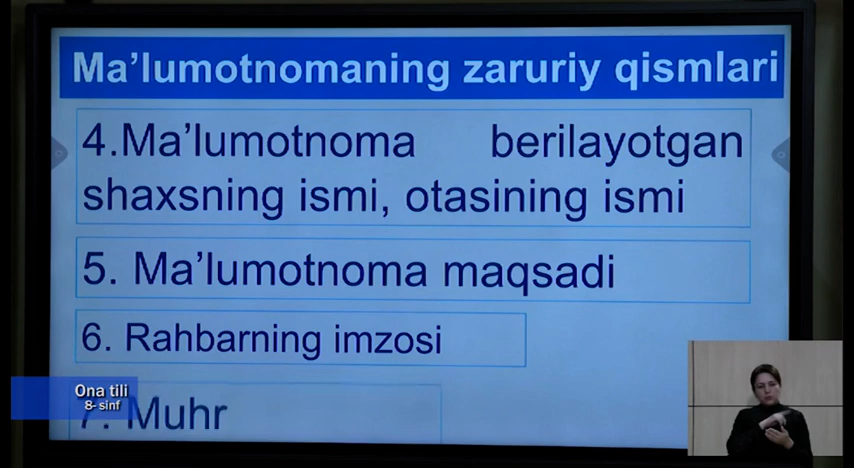 Ma’lumotnomaning zaruriy qismlari
4.Ma’lumotnoma berilayotgan
shaxsning ismi, otasining ismi
5. Ma’lumotnoma maqsadi
6. Rahbarning imzosi
7. Muhr
Ona tili
8- sinf